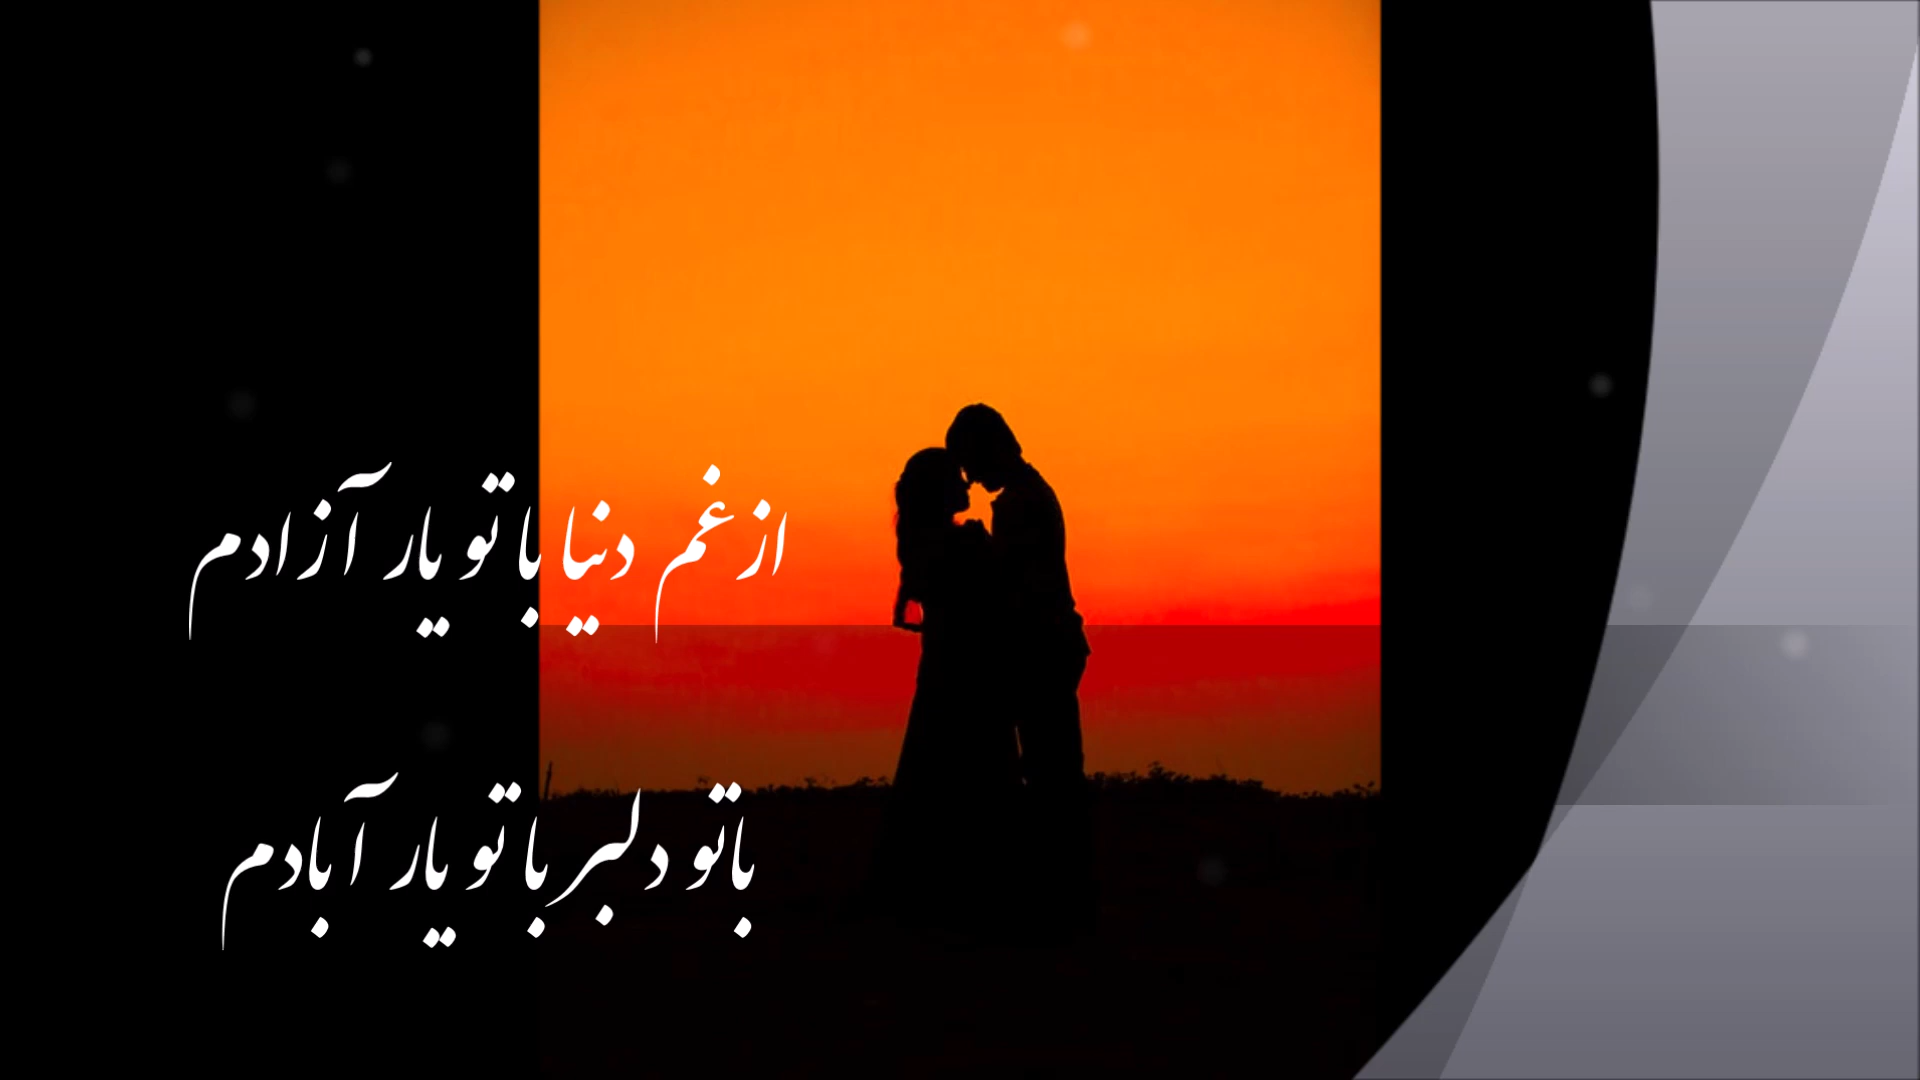 از غم دنیا با تو یار آزادم
با تو دلبر با تو یار آبادم